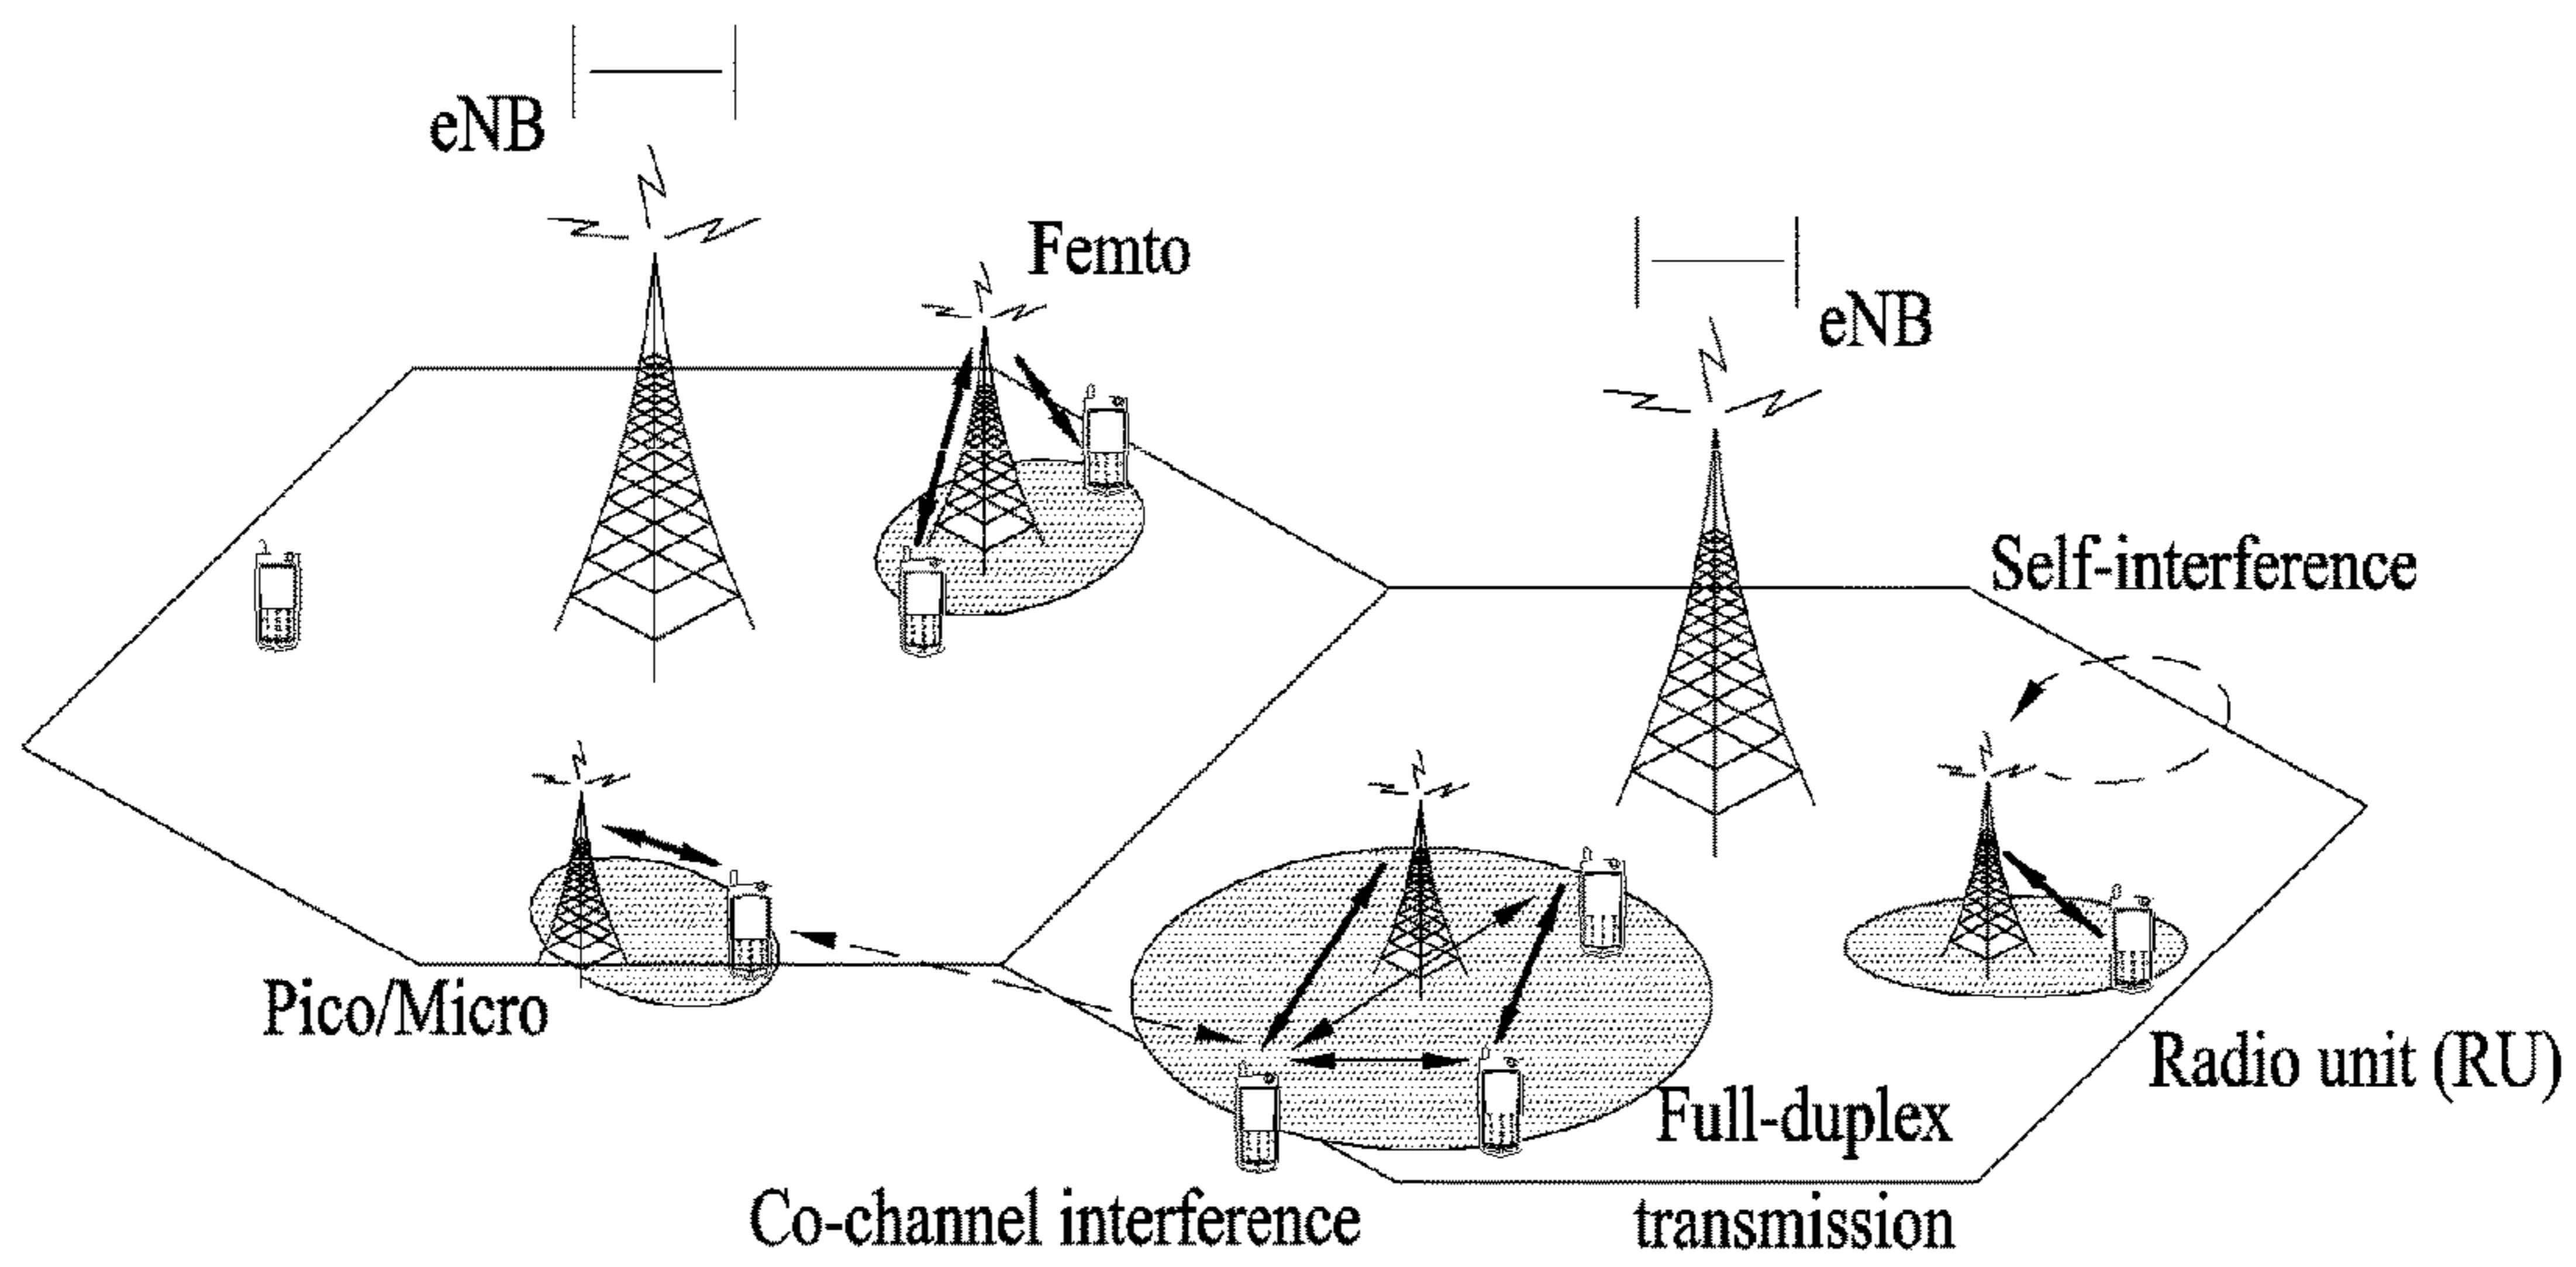 eNB
Femto
eNB
Self-interference
Pico/Micro
Radio unit (RU)
Full-duplex
transmission
Co-channel interference